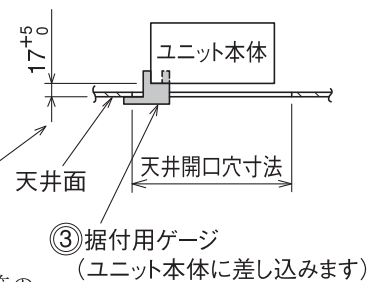 17 +5 0
ユニット本体
天井面
天井開口穴寸法
③据付用ゲージ
(ユニット本体に差し込みます)